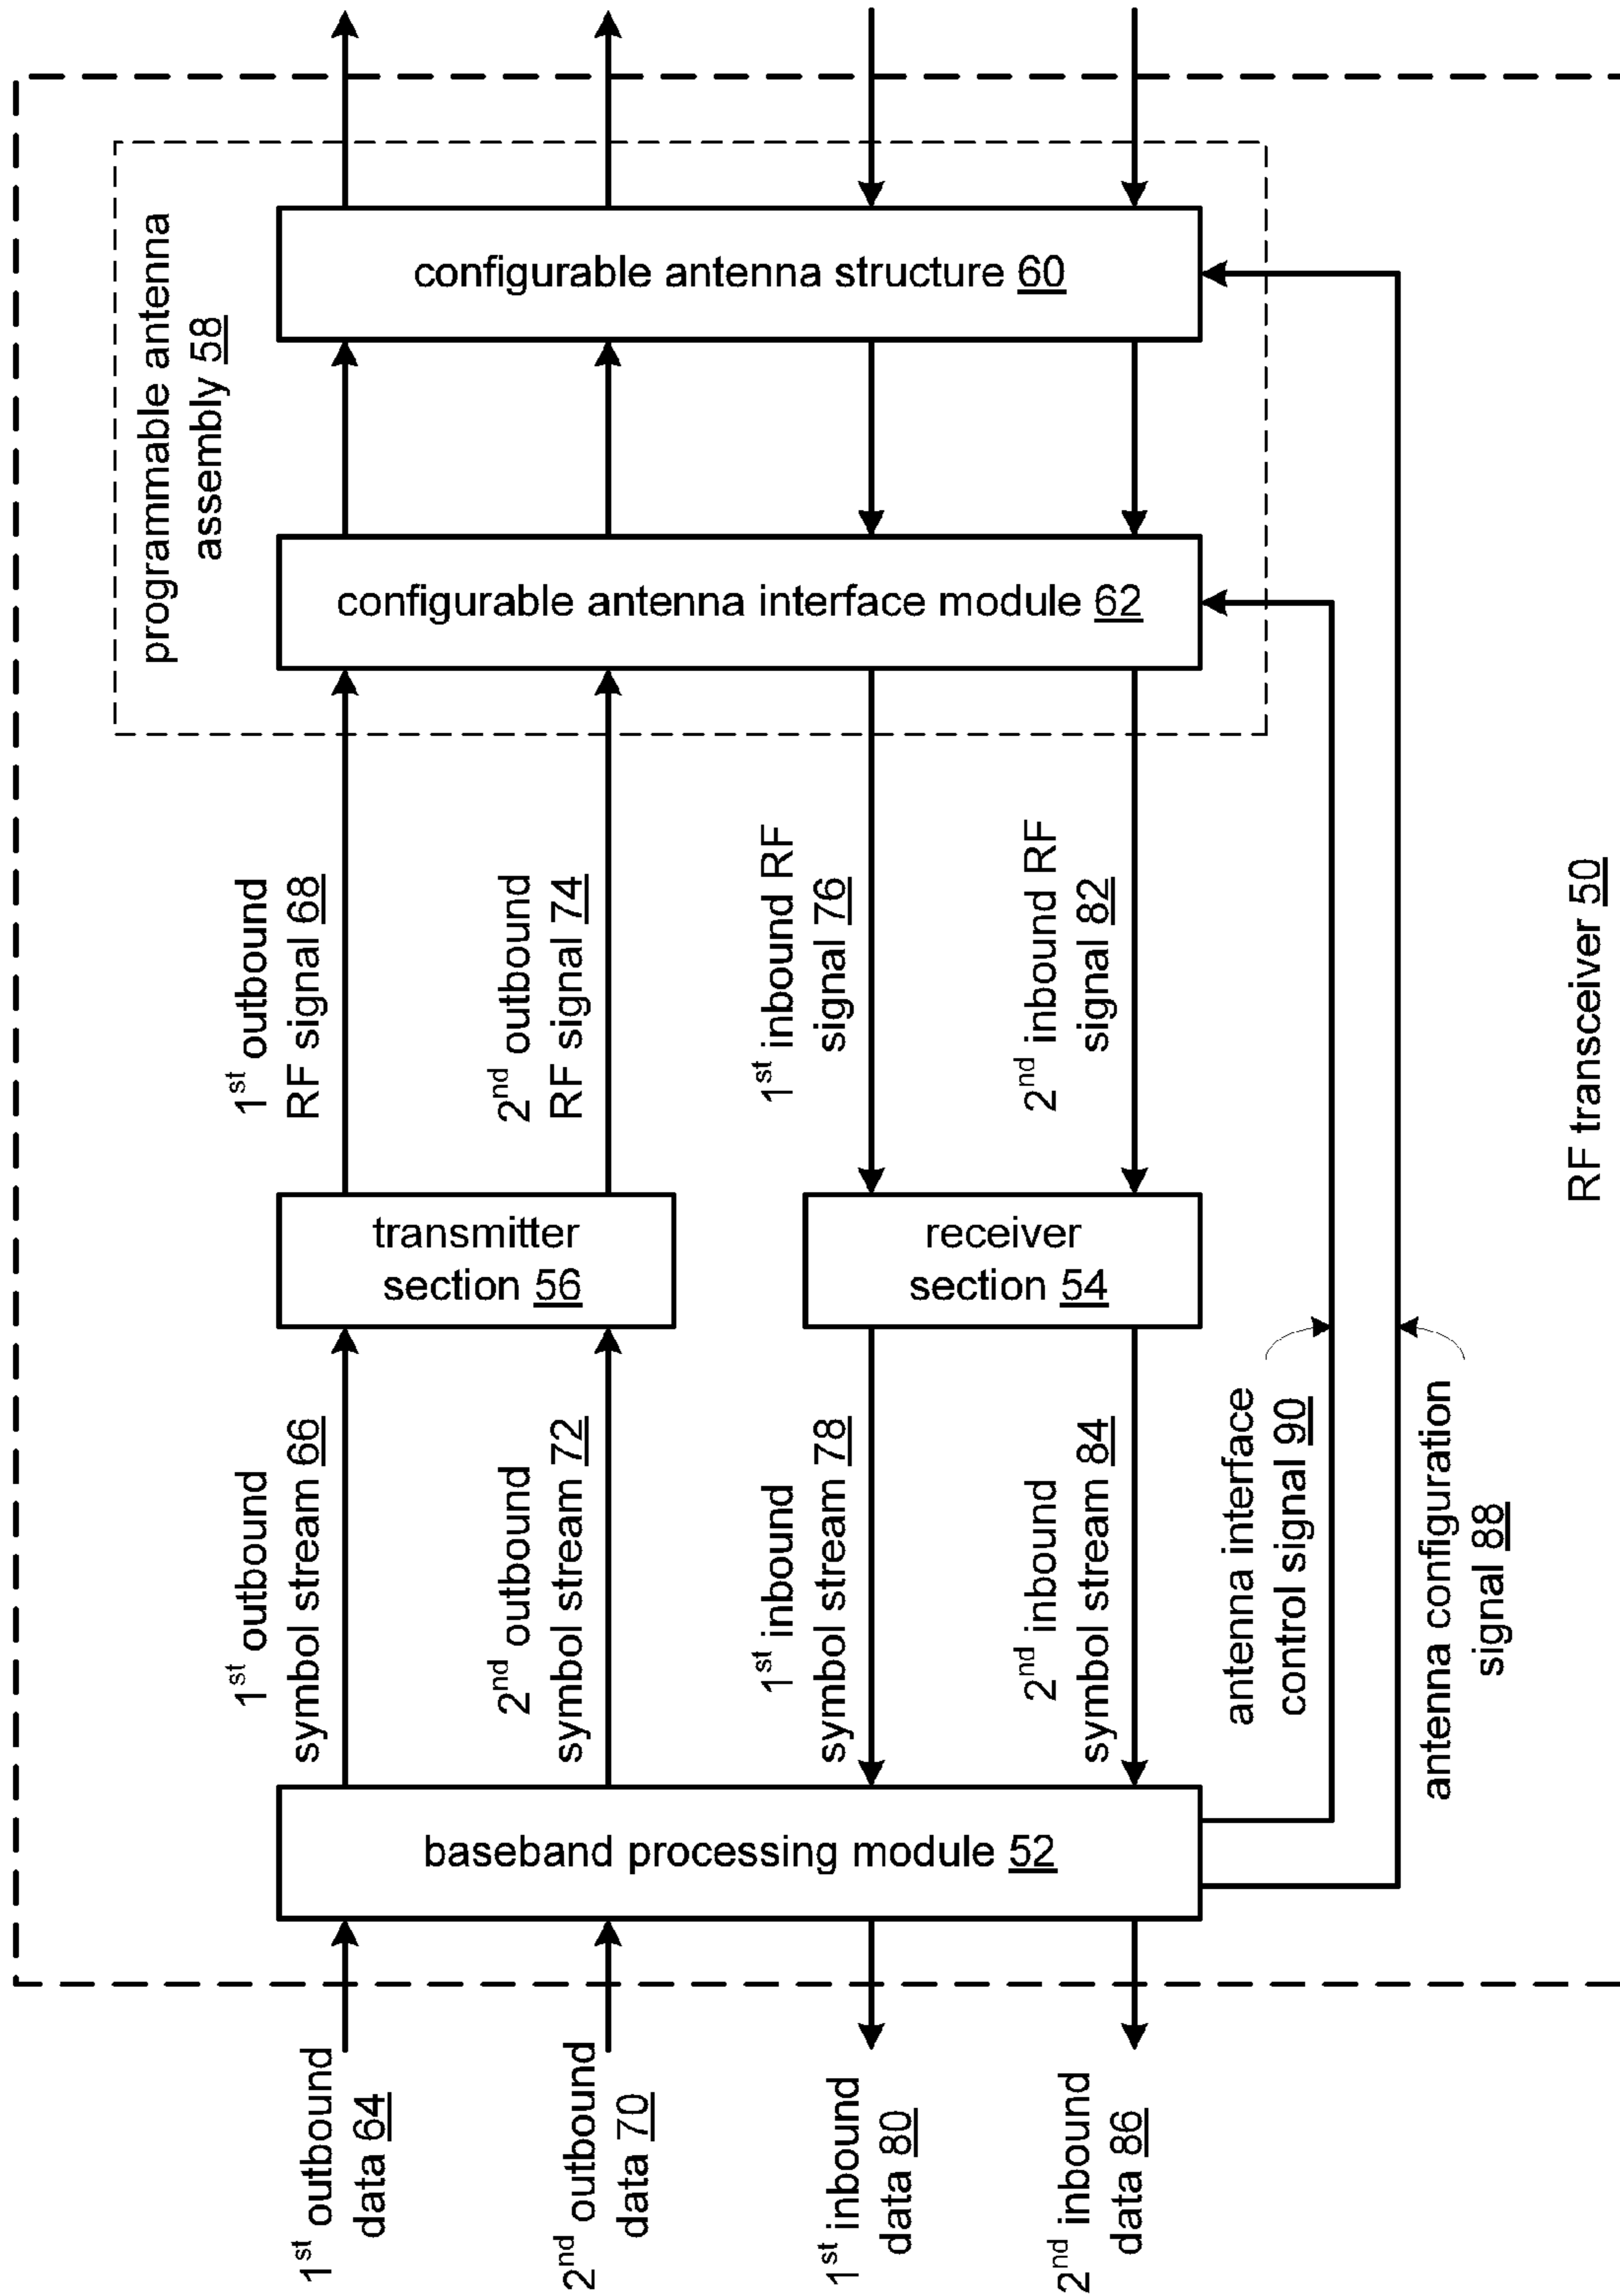 programmable antenna
assembly 58
configurable antenna structure 60
configurable antenna interface module 62
1st outbound
RF signal 68
2nd outbound
RF signal 74
1st inbound RF
signal 76
2nd inbound RF
signal 82
transmitter
section 56
receiver
section 54
1st outbound
symbol stream 66
2nd outbound
symbol stream 72
1st inbound
symbol stream 78
2nd inbound
symbol stream 84
antenna interface
control signal 90
antenna configuration
signal 88
baseband processing module 52
1st outbound
data 64
2nd outbound
data 70
1st inbound
data 80
2nd inbound
data 86
RF transceiver 50